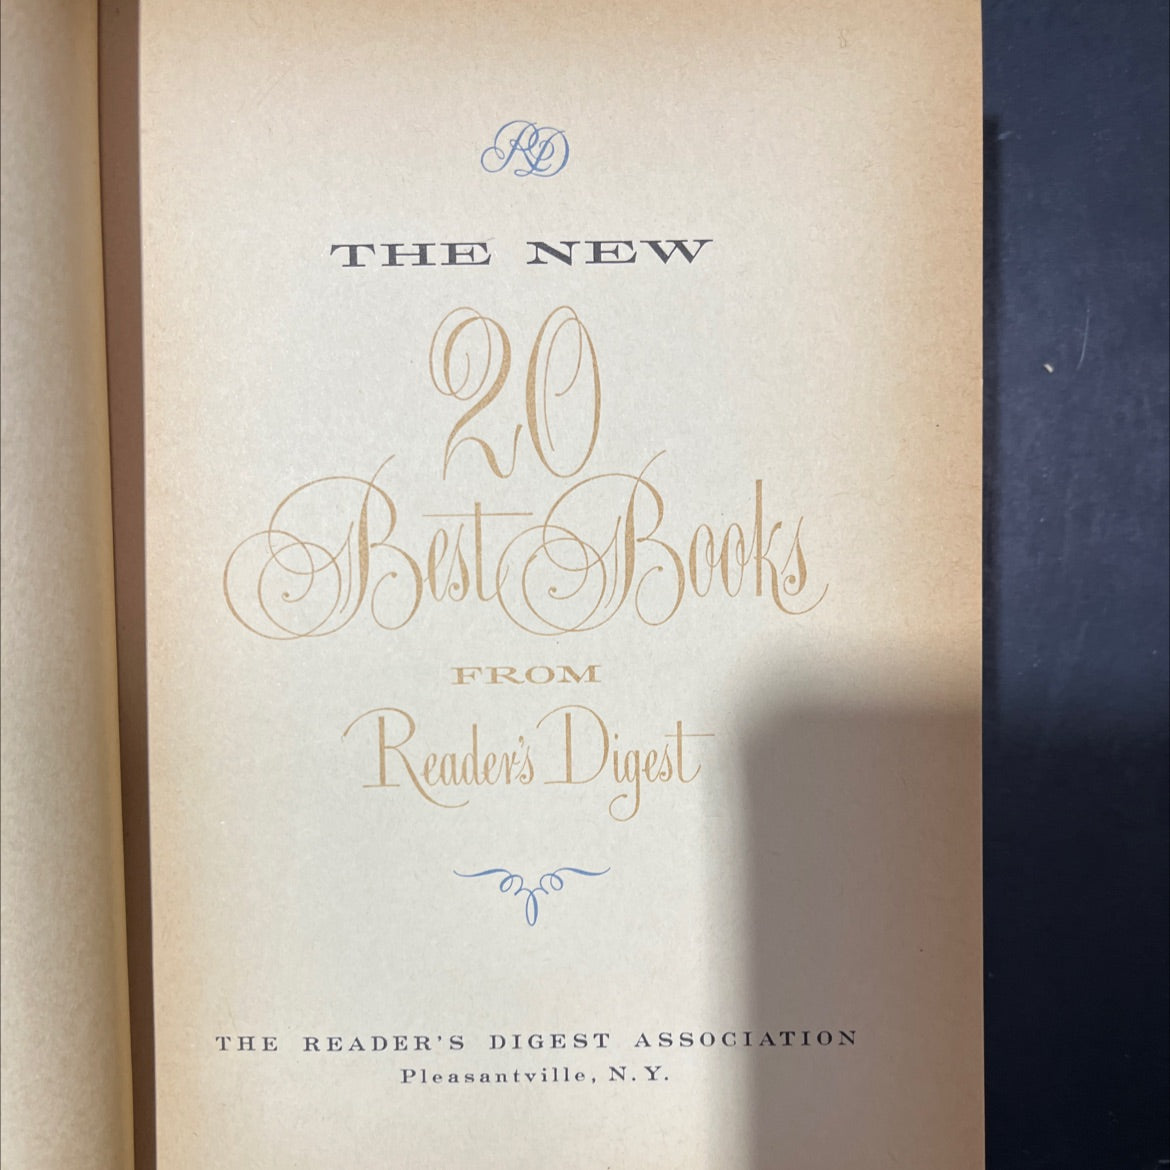 RD
THE NEW
20
Best Books
FROM
Reader's Digest
THE READER'S DIGEST ASSOCIATION
Pleasantville, N.Y.